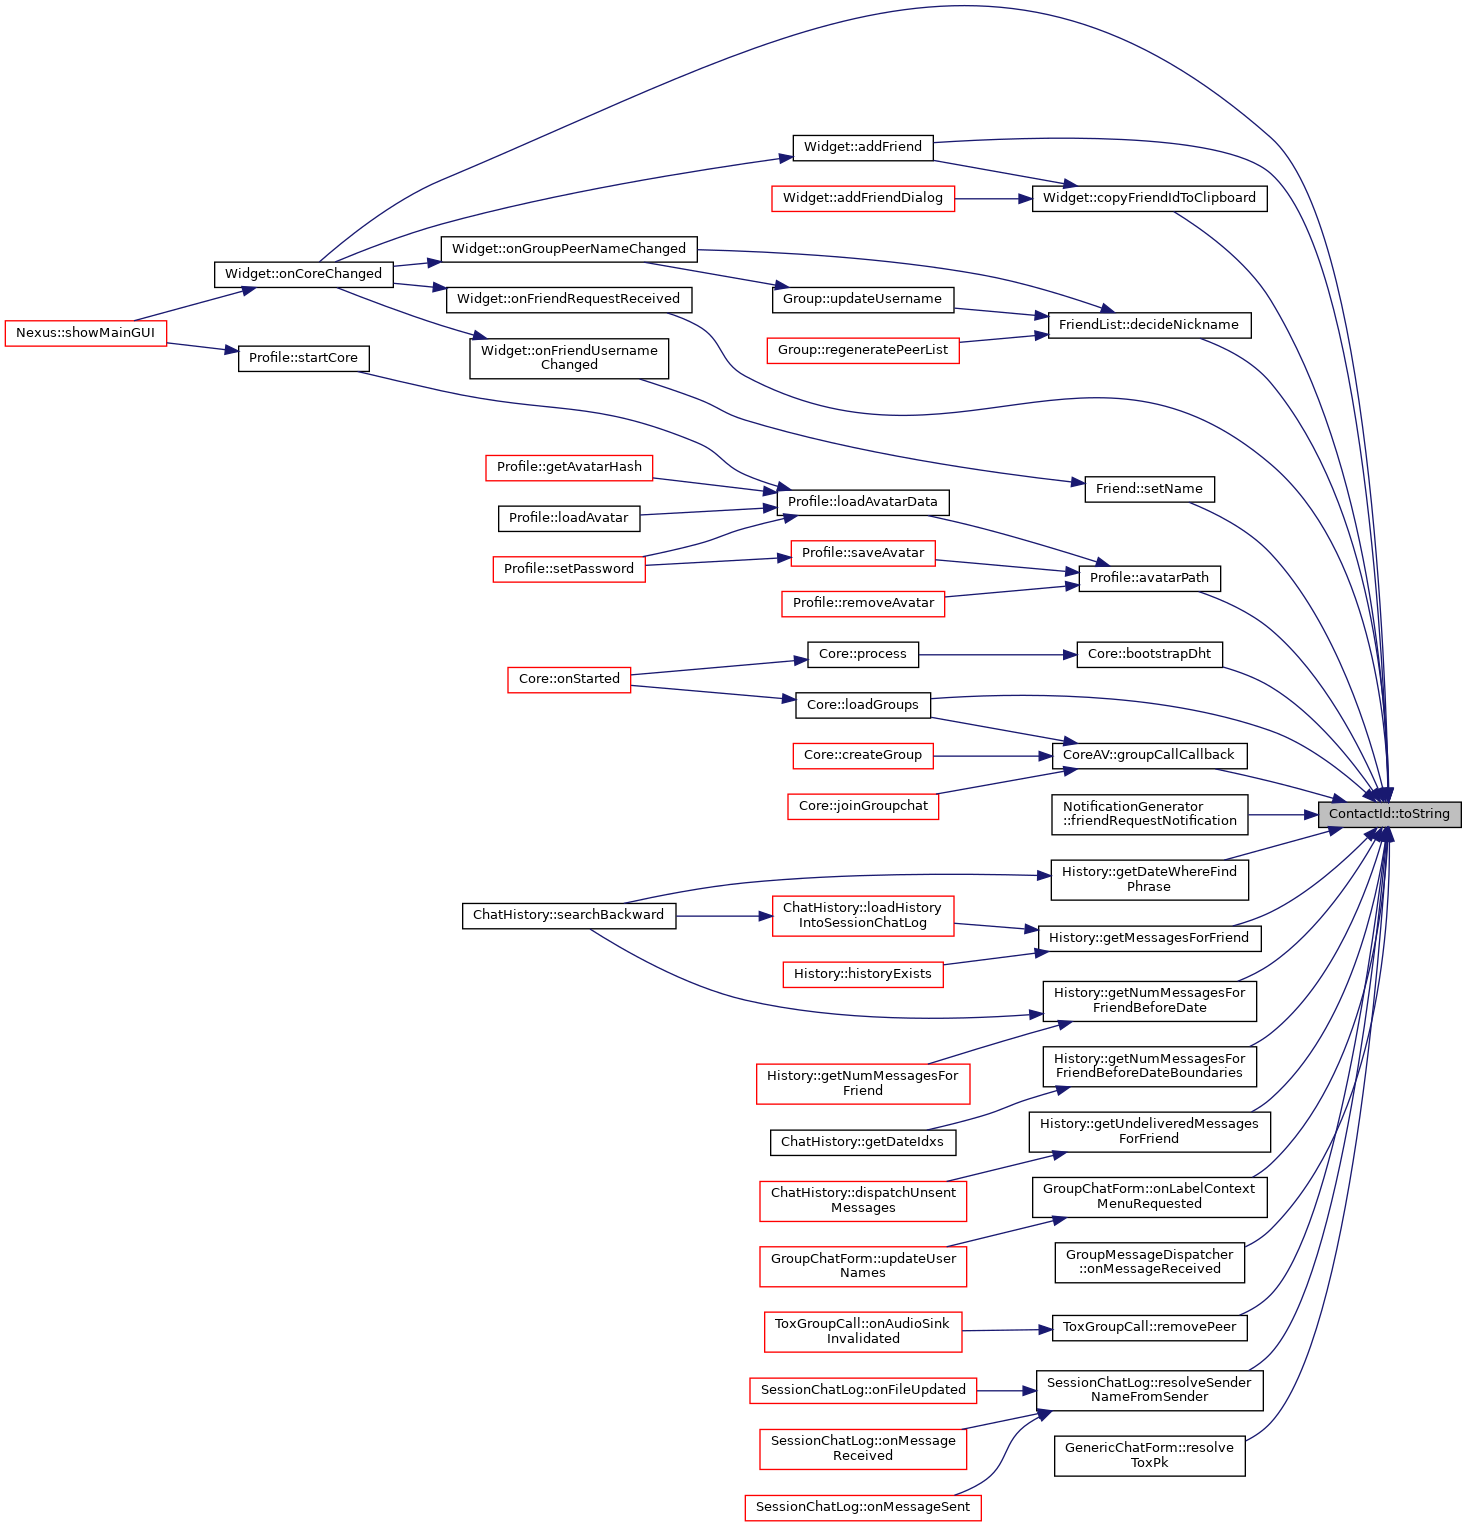 Widget::addFriend
Widget::addFriendDialog
Widget::copyFriendIdToClipboard
Widget::onGroupPeerNameChanged
Widget::onCoreChanged
Widget::onFriendRequestReceived
Group::updateUsername
FriendList::decideNickname
Nexus::showMainGUI
Profile::startCore
Widget::onFriendUsername
Changed
Group::regeneratePeerList
Profile::getAvatarHash
Profile::loadAvatar
Profile::loadAvatarData
Friend::setName
Profile::setPassword
Profile::saveAvatar
Profile::avatarPath
Profile::removeAvatar
Core::process
Core::bootstrapDht
Core::onStarted
Core::loadGroups
Core::createGroup
CoreAV::groupCallCallback
Core::joinGroupchat
NotificationGenerator
::friendRequestNotification
ContactId::toString
History::getDateWhereFind
Phrase
ChatHistory::searchBackward
ChatHistory::loadHistory
IntoSessionChatLog
History::getMessagesForFriend
History::historyExists
History::getNumMessagesFor
FriendBeforeDate
History::getNumMessagesFor
Friend
History::getNumMessagesFor
FriendBeforeDateBoundaries
ChatHistory::getDateIdxs
History::getUndeliveredMessages
ForFriend
ChatHistory::dispatchUnsent
Messages
GroupChatForm::onLabelContext
MenuRequested
GroupChatForm::updateUser
Names
GroupMessageDispatcher
::onMessageReceived
ToxGroupCall::onAudioSink
Invalidated
ToxGroupCall::removePeer
SessionChatLog::onFileUpdated
SessionChatLog::resolveSender
NameFromSender
SessionChatLog::onMessage
Received
GenericChatForm::resolve
ToxPk
SessionChatLog::onMessageSent